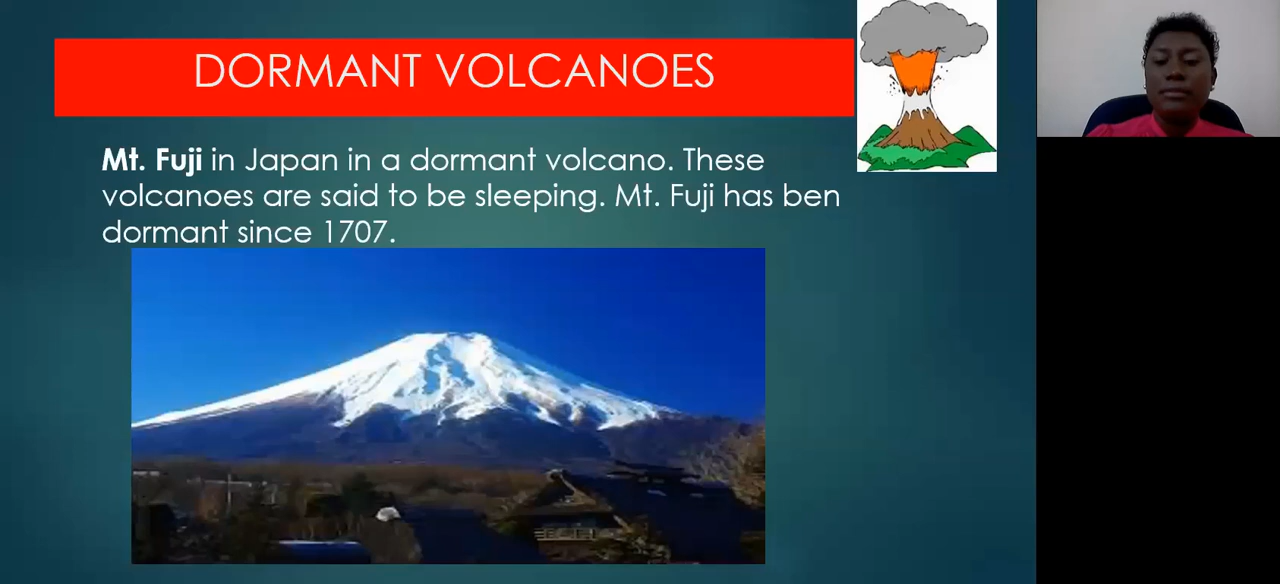 DORMANT VOLCANOES
Mt. Fuji in Japan in a dormant volcano. These
volcanoes are said to be sleeping. Mt. Fuji has ben
dormant since 1707.